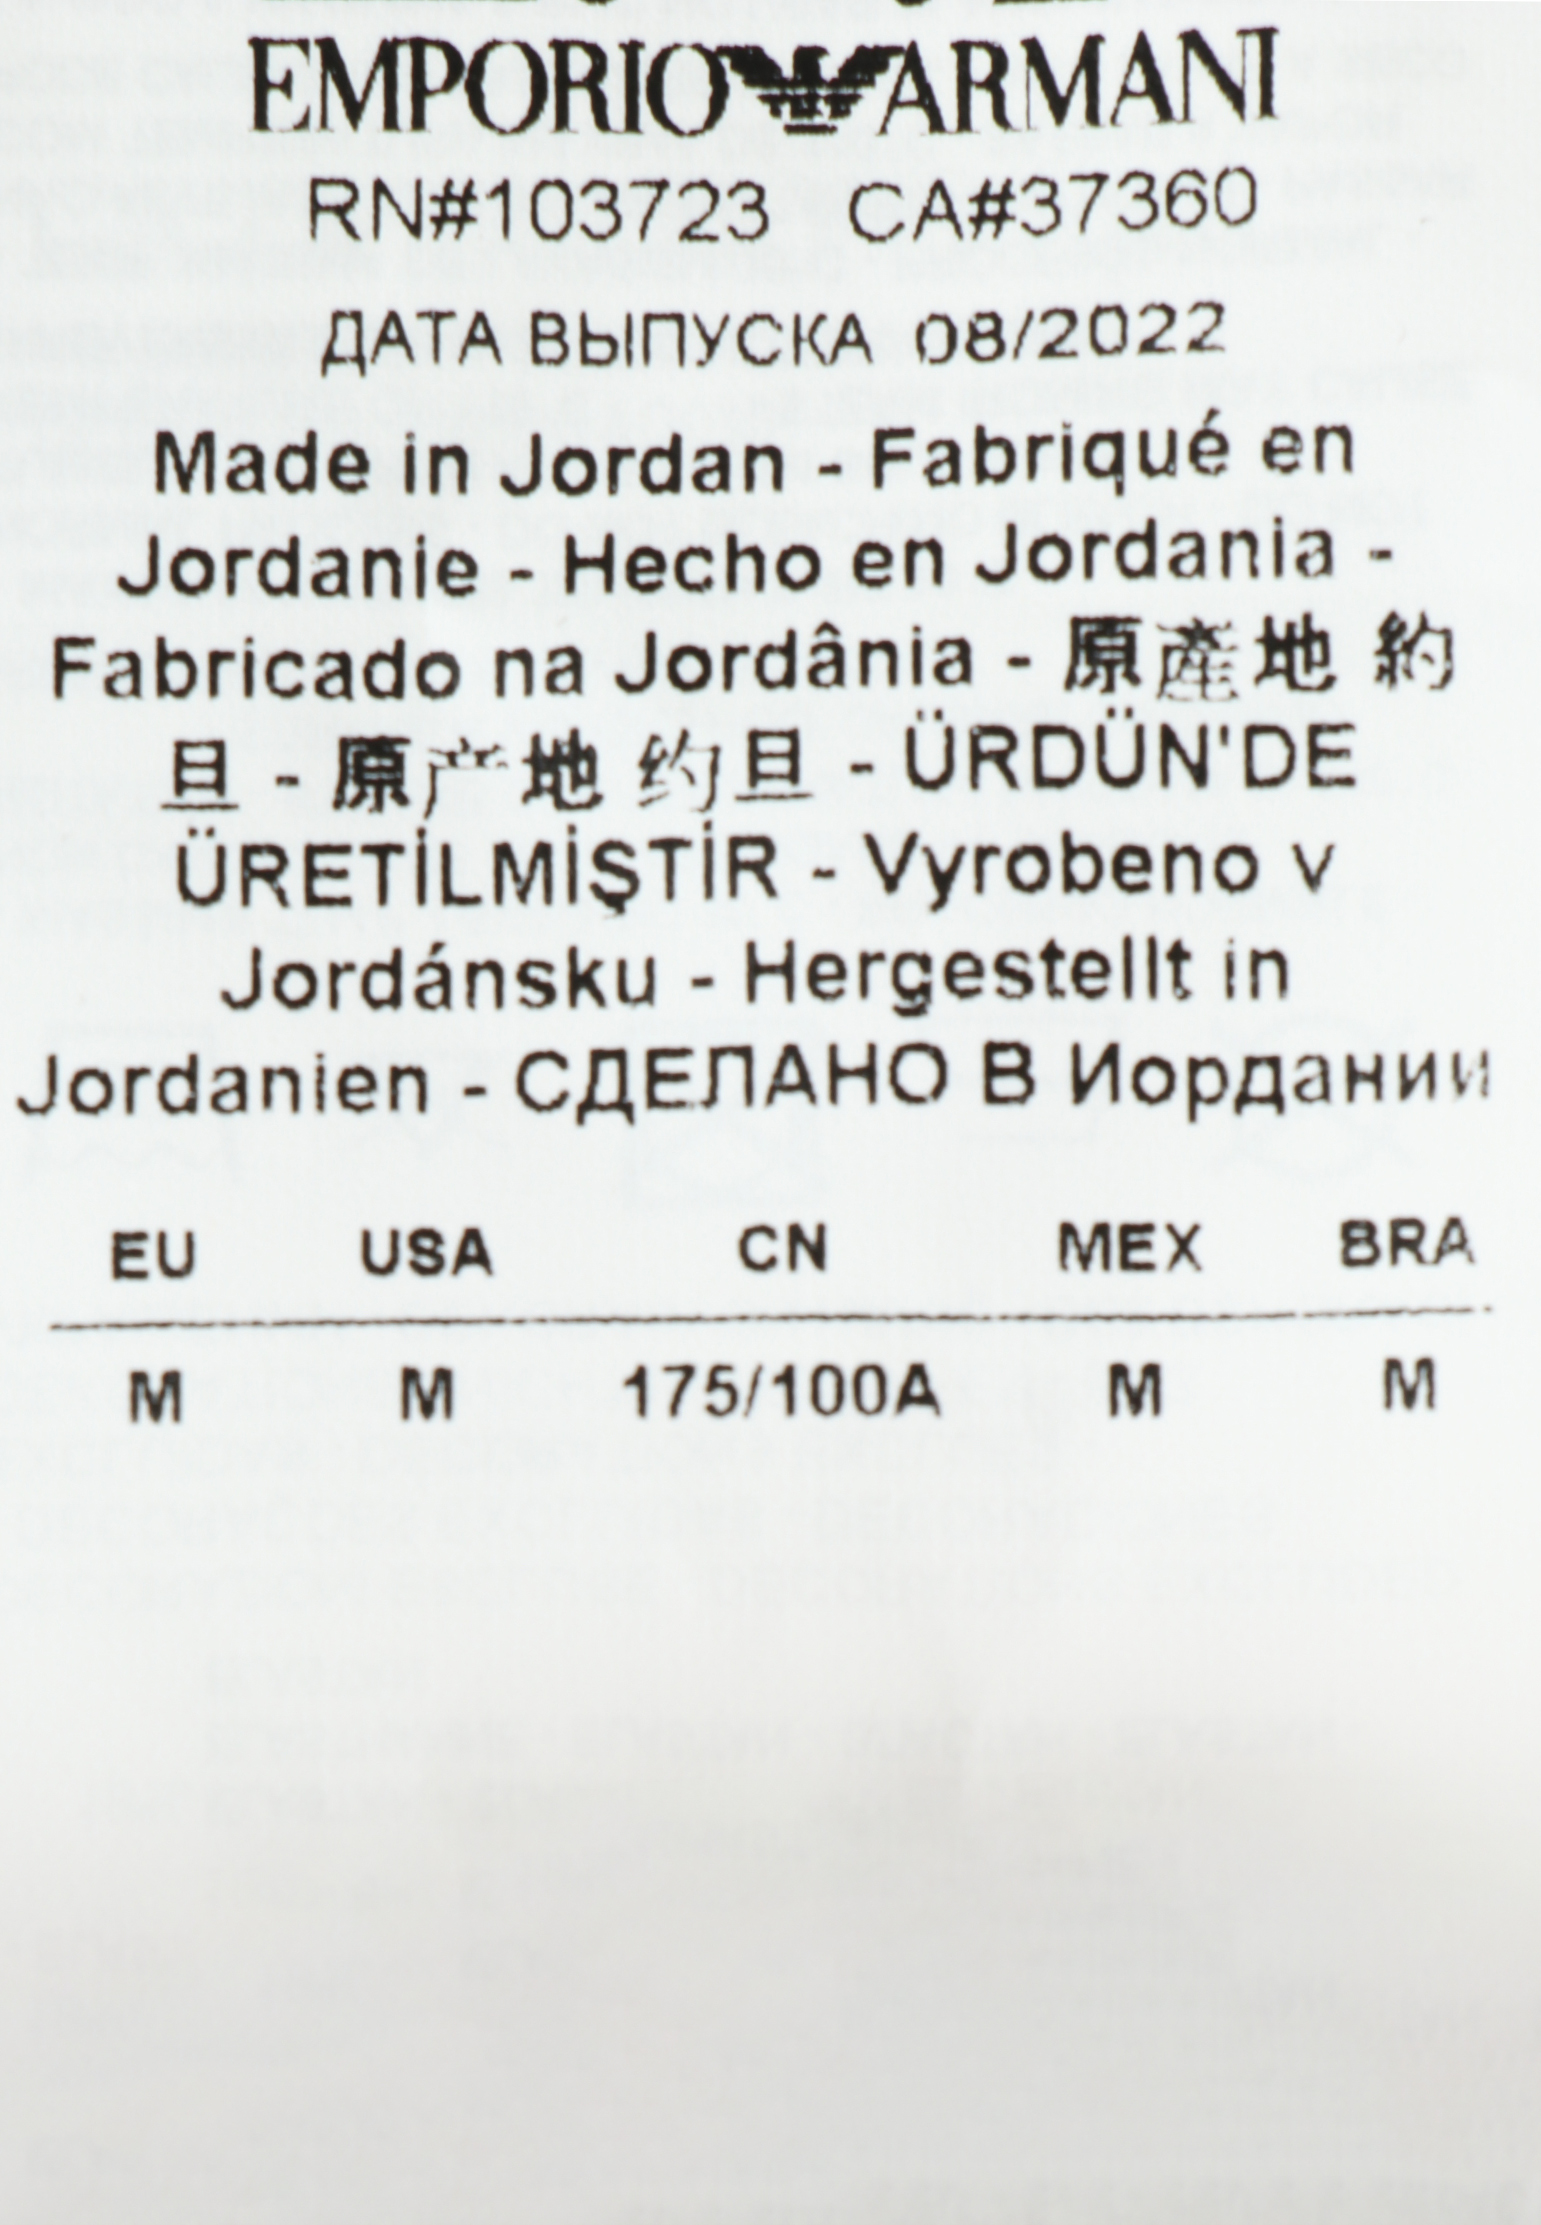 EMPORIO ARMANI
RN#103723 CA#37360
ДАТА ВЫПУСКА 08/2022
Made in Jordan - Fabriqué en
Jordanie - Hecho en Jordania -
Fabricado na Jordânia - 原產地 約
旦 - 原产地 约旦 - ÜRDÜN'DE
ÜRETİLMİŞTİR - Vyrobeno v
Jordánsku - Hergestellt in
Jordanien - СДЕЛАНО В Иордании
EU USA CN MEX BRA
M M 175/100A M M